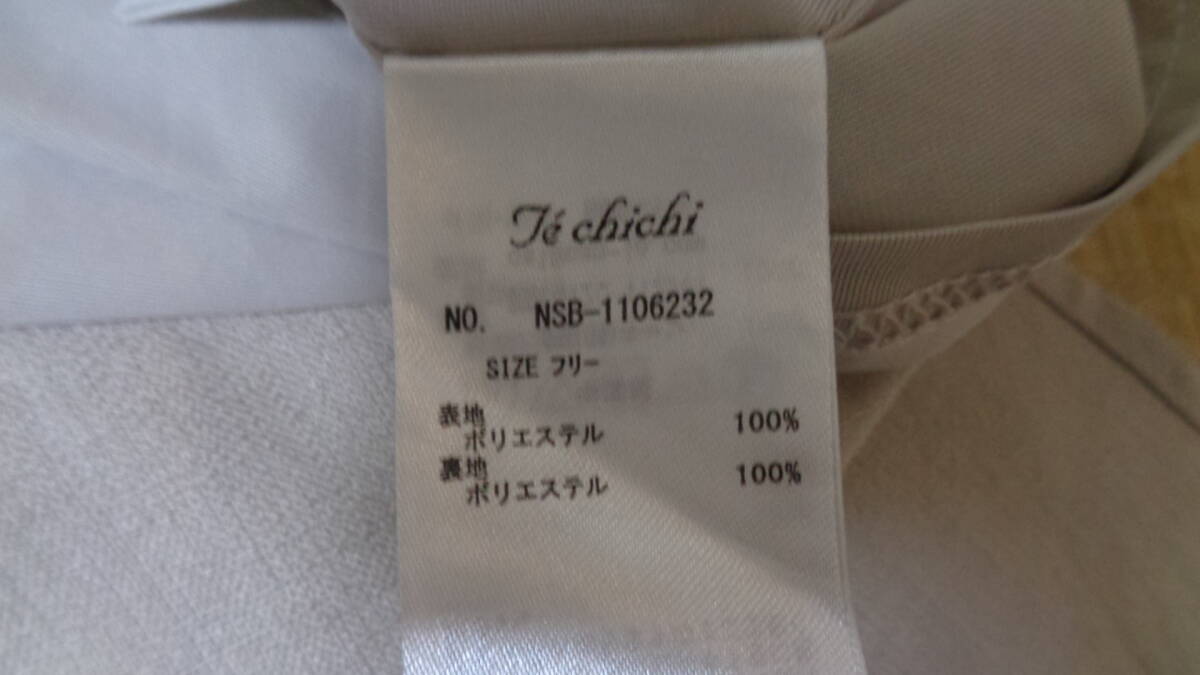 Té chichi
NO. NSB-1106232
SIZE フリー
表地
ポリエステル 100%
裏地
ポリエステル 100%